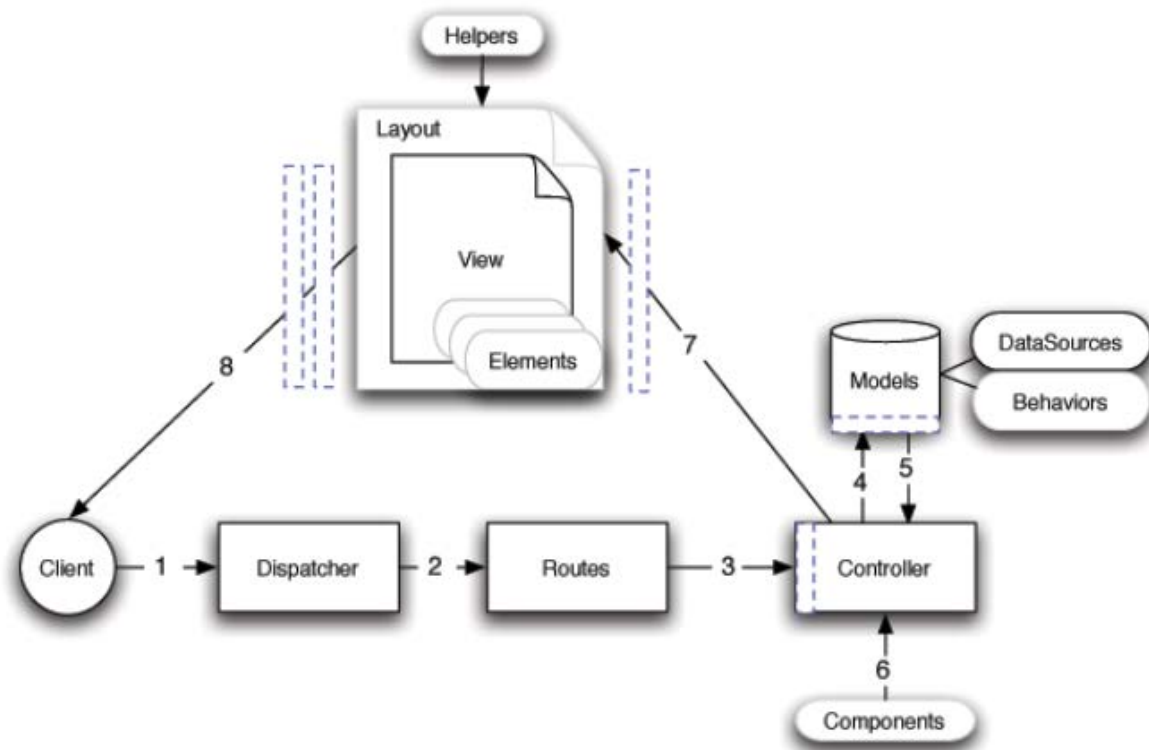 Helpers
Layout
View
Elements
8
7
Models
DataSources
Behaviors
4
5
Client
1
Dispatcher
2
Routes
3
Controller
6
Components